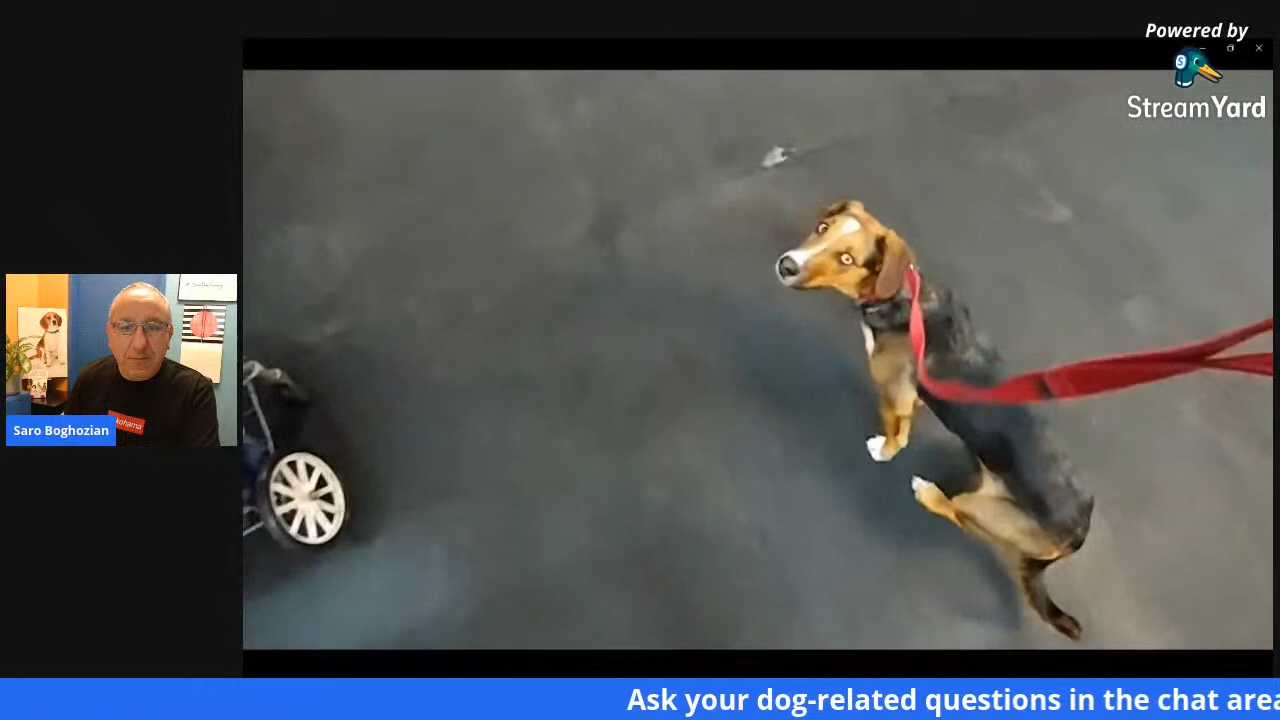 Powered by
StreamYard
Saro Boghozian
Ask your dog-related questions in the chat area